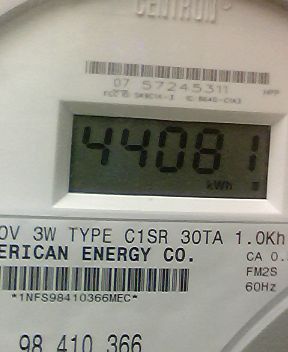 CENTRON®
07 57245311
44081
kWh
0V 3W TYPE C1SR 30TA 1.0Kh
ERICAN ENERGY CO.
CA 0.
FM2S
60Hz
*1NFS98410366MEC*
98 410 366